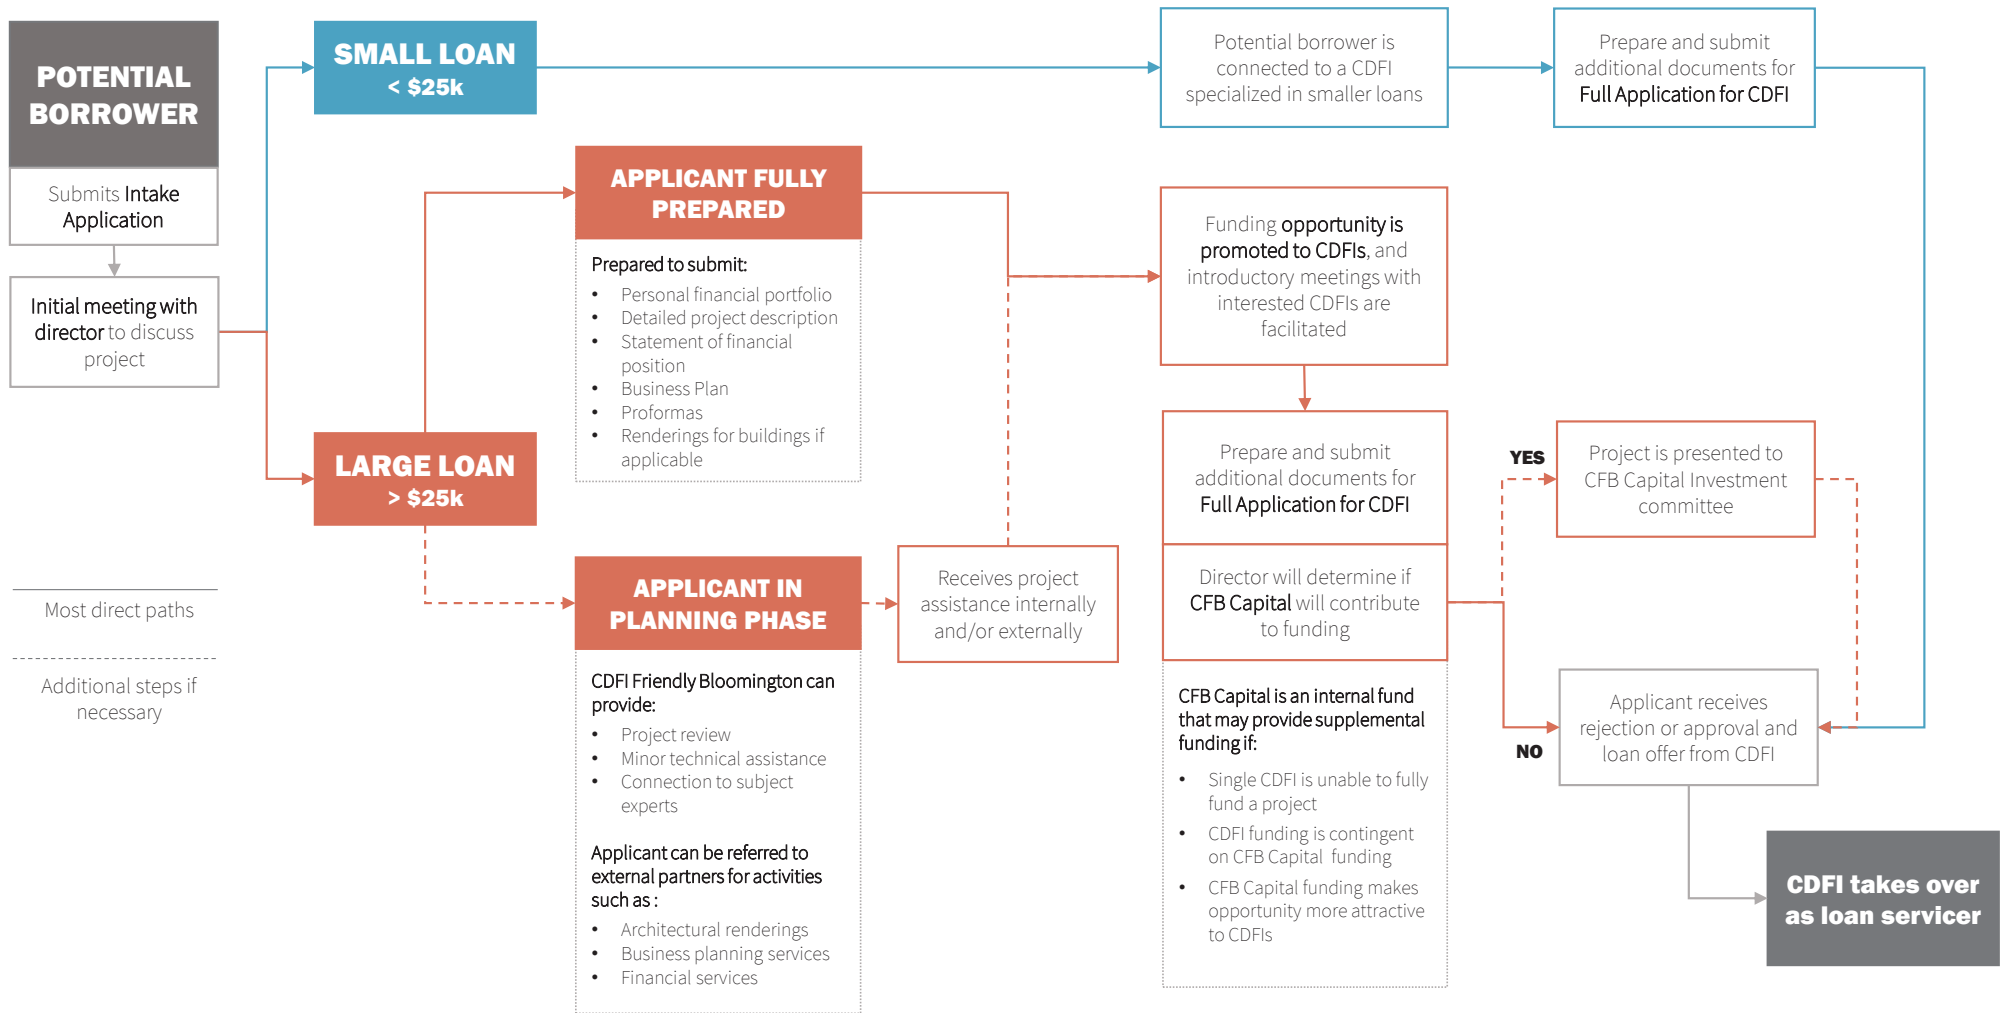 POTENTIAL
BORROWER
Submits Intake
Application
Initial meeting with
director to discuss
project
Most direct paths
Additional steps if
necessary
SMALL LOAN
< $25k
LARGE LOAN
> $25k
APPLICANT FULLY
PREPARED
Prepared to submit:
• Personal financial portfolio
• Detailed project description
• Statement of financial
position
• Business Plan
• Proformas
• Renderings for buildings if
applicable
APPLICANT IN
PLANNING PHASE
CDFI Friendly Bloomington can
provide:
• Project review
• Minor technical assistance
• Connection to subject
experts
Applicant can be referred to
external partners for activities
such as :
• Architectural renderings
• Business planning services
• Financial services
Receives project
assistance internally
and/or externally
Potential borrower is
connected to a CDFI
specialized in smaller loans
Prepare and submit
additional documents for
Full Application for CDFI
Funding opportunity is
promoted to CDFIs, and
introductory meetings with
interested CDFIs are
facilitated
Prepare and submit
additional documents for
Full Application for CDFI
Director will determine if
CFB Capital will contribute
to funding
CFB Capital is an internal fund
that may provide supplemental
funding if:
• Single CDFI is unable to fully
fund a project
• CDFI funding is contingent
on CFB Capital funding
• CFB Capital funding makes
opportunity more attractive
to CDFIs
YES
Project is presented to
CFB Capital Investment
committee
NO
Applicant receives
rejection or approval and
loan offer from CDFI
CDFI takes over
as loan servicer